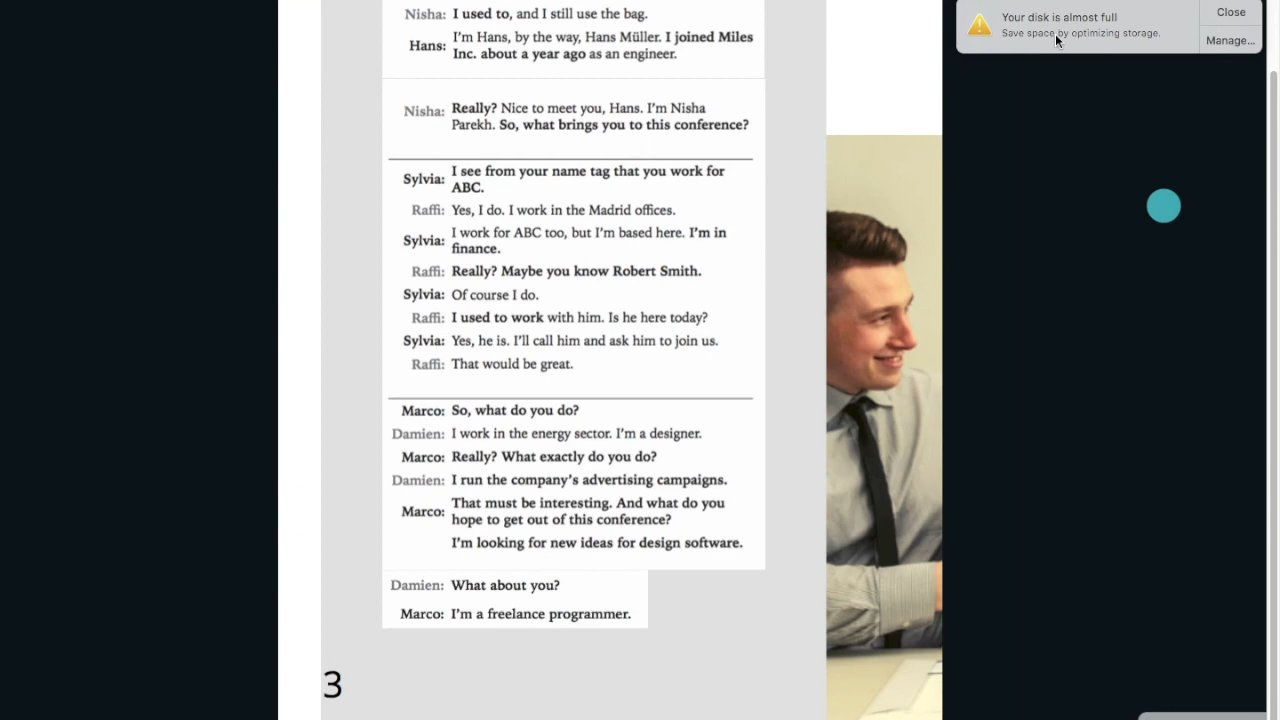 Nisha: I used to, and I still use the bag.
Hans: I'm Hans, by the way, Hans Müller. I joined Miles
Inc. about a year ago as an engineer.
Nisha: Really? Nice to meet you, Hans. I'm Nisha
Parekh. So, what brings you to this conference?
Sylvia: I see from your name tag that you work for
ABC.
Raffi: Yes, I do. I work in the Madrid offices.
Sylvia: I work for ABC too, but I'm based here. I'm in
finance.
Raffi: Really? Maybe you know Robert Smith.
Sylvia: Of course I do.
Raffi: I used to work with him. Is he here today?
Sylvia: Yes, he is. I'll call him and ask him to join us.
Raffi: That would be great.
Marco: So, what do you do?
Damien: I work in the energy sector. I'm a designer.
Marco: Really? What exactly do you do?
Damien: I run the company's advertising campaigns.
Marco: That must be interesting. And what do you
hope to get out of this conference?
I'm looking for new ideas for design software.
Damien: What about you?
Marco: I'm a freelance programmer.
3
Your disk is almost full
Save space by optimizing storage.
Close
Manage...